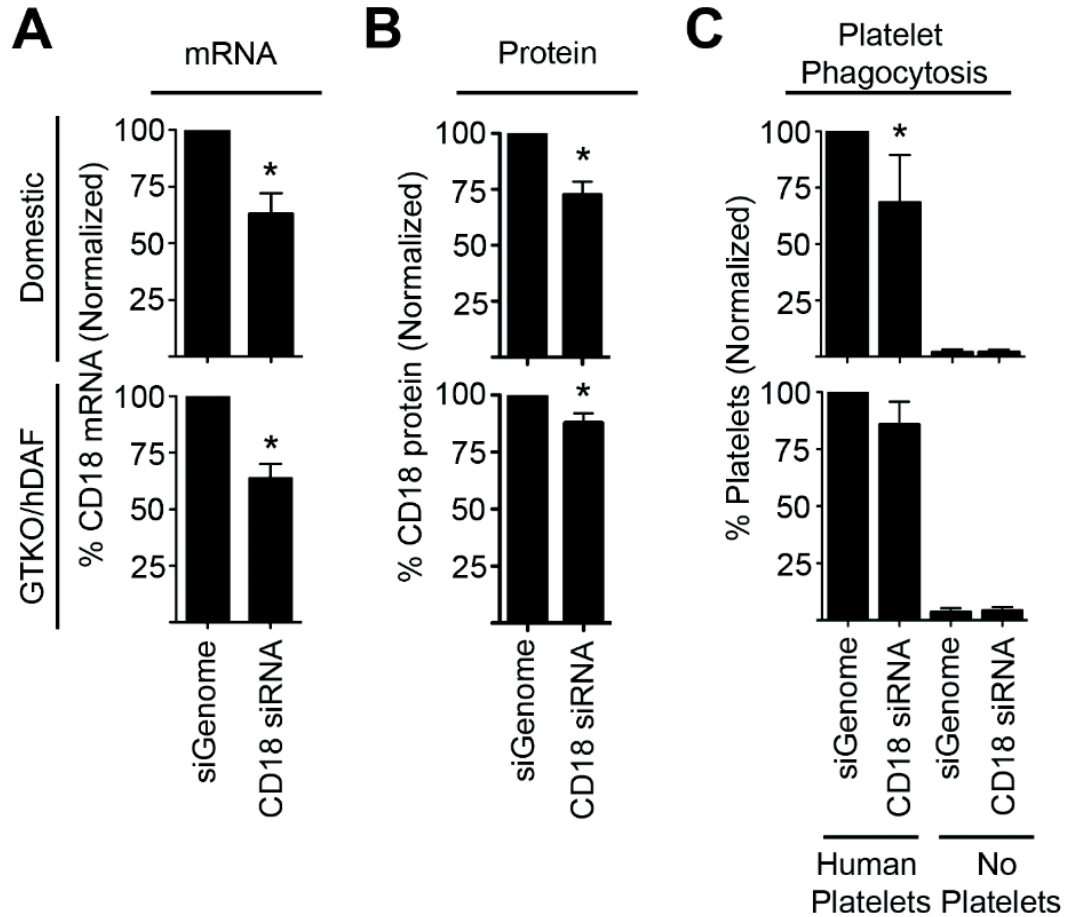 A
mRNA
B
Protein
C
Platelet
Phagocytosis
Domestic
GTKO/hDAF
% CD18 mRNA (Normalized)
100
75
50
25
*
100
75
50
25
*
siGenome
CD18 siRNA
% CD18 protein (Normalized)
100
75
50
25
*
100
75
50
25
*
siGenome
CD18 siRNA
% Platelets (Normalized)
100
75
50
25
*
100
75
50
25
siGenome
CD18 siRNA
siGenome
CD18 siRNA
Human
Platelets
No
Platelets